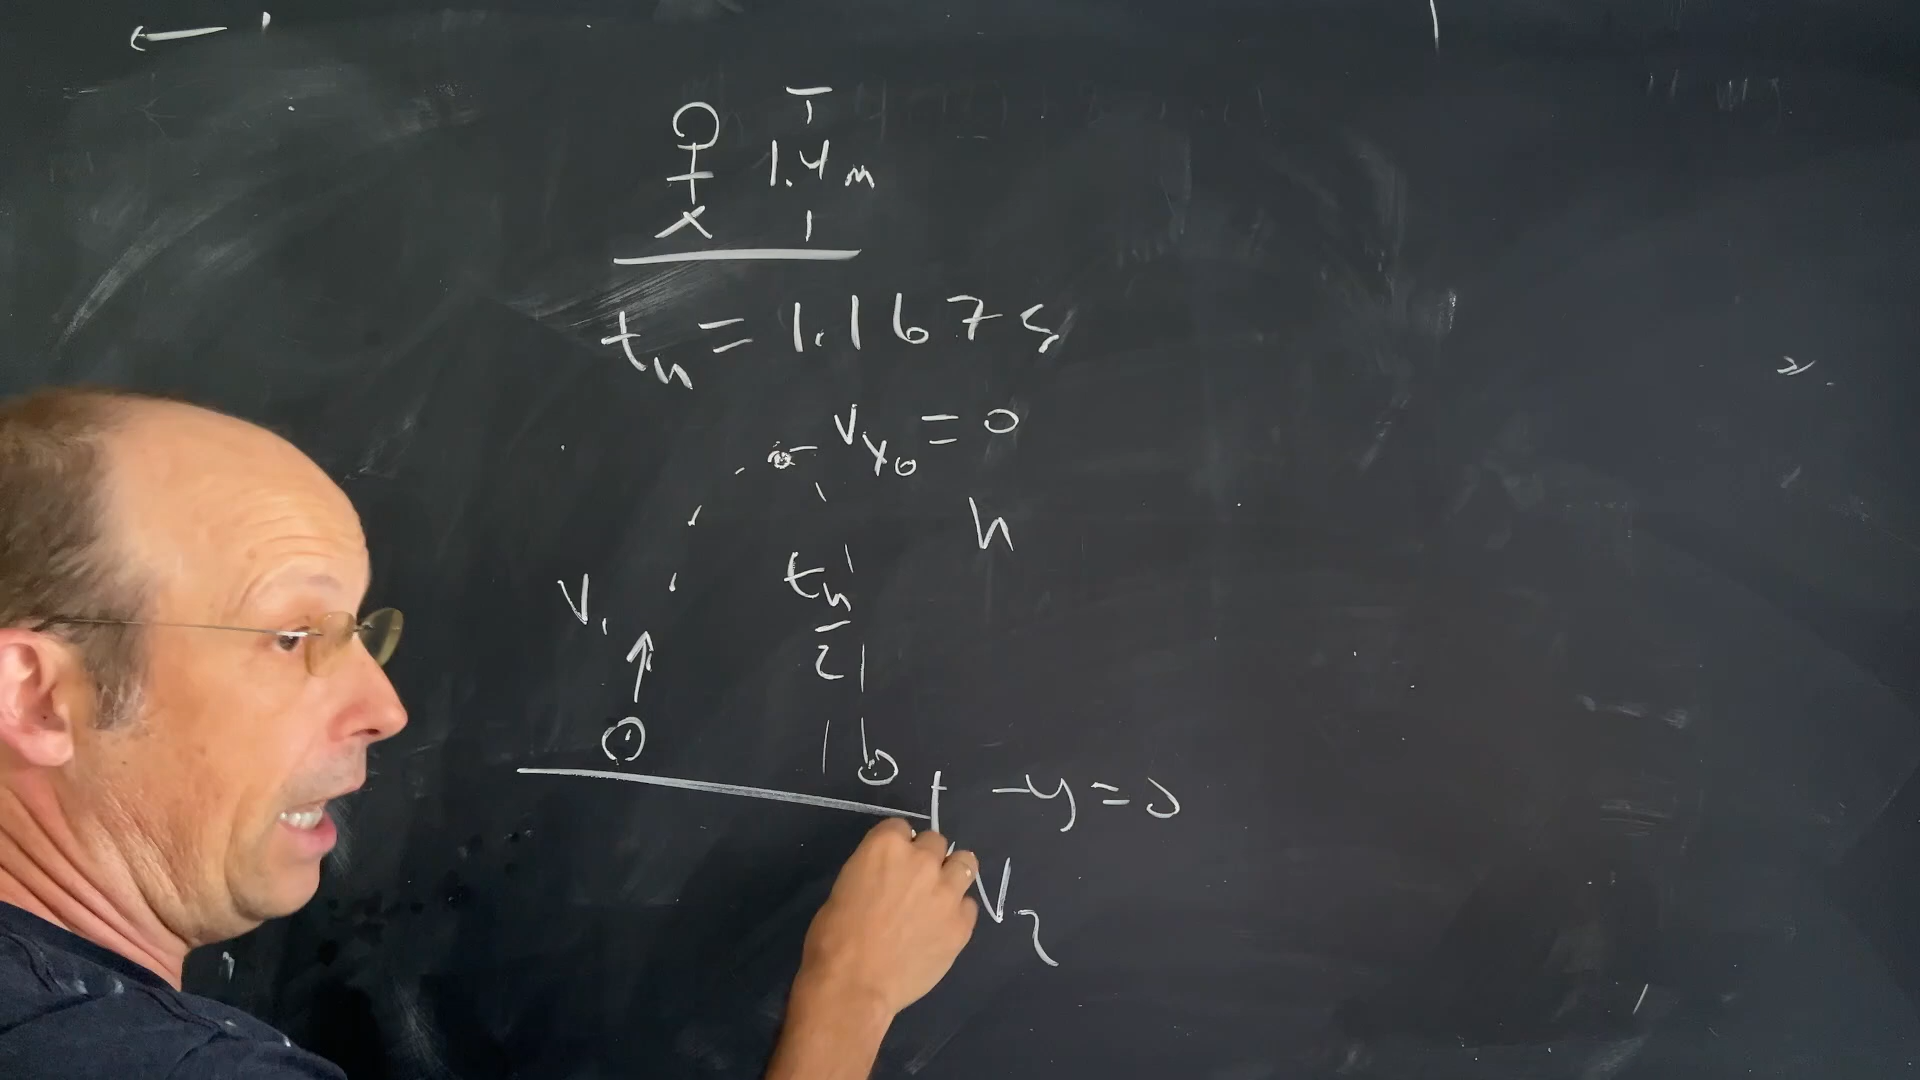 1.4 m
t_h = 1.167 s
v_y0 = 0
h
t_h
2
V_1
-y = 0
V_2